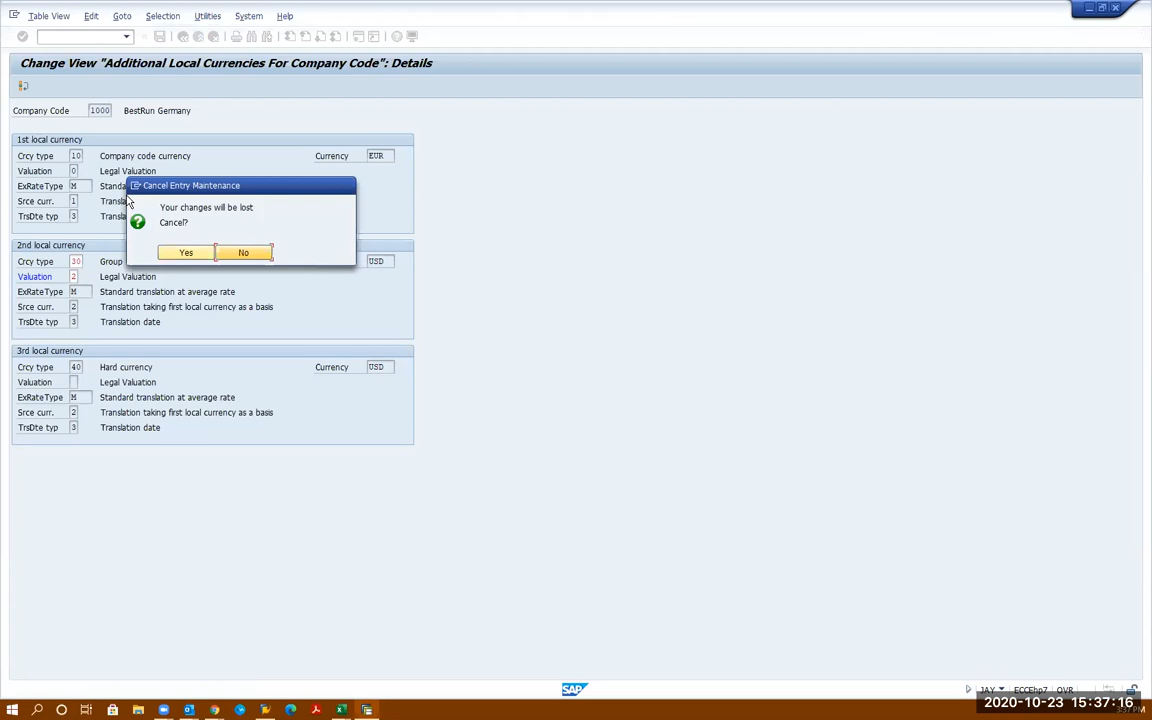 Table View Edit Goto Selection Utilities System Help
Change View "Additional Local Currencies For Company Code": Details
Company Code 1000 BestRun Germany
1st local currency
Crcy type 10 Company code currency Currency EUR
Valuation 0 Legal Valuation
ExRateType M Standa
Srce curr. 1 Transla
TrsDte typ 3 Transla
Cancel Entry Maintenance
Your changes will be lost
Cancel?
Yes No
2nd local currency
Crcy type 30 Group USD
Valuation 2 Legal Valuation
ExRateType M Standard translation at average rate
Srce curr. 2 Translation taking first local currency as a basis
TrsDte typ 3 Translation date
3rd local currency
Crcy type 40 Hard currency Currency USD
Valuation Legal Valuation
ExRateType M Standard translation at average rate
Srce curr. 2 Translation taking first local currency as a basis
TrsDte typ 3 Translation date
SAP
JAY ECCEhp7 OVR
2020-10-23 15:37:16